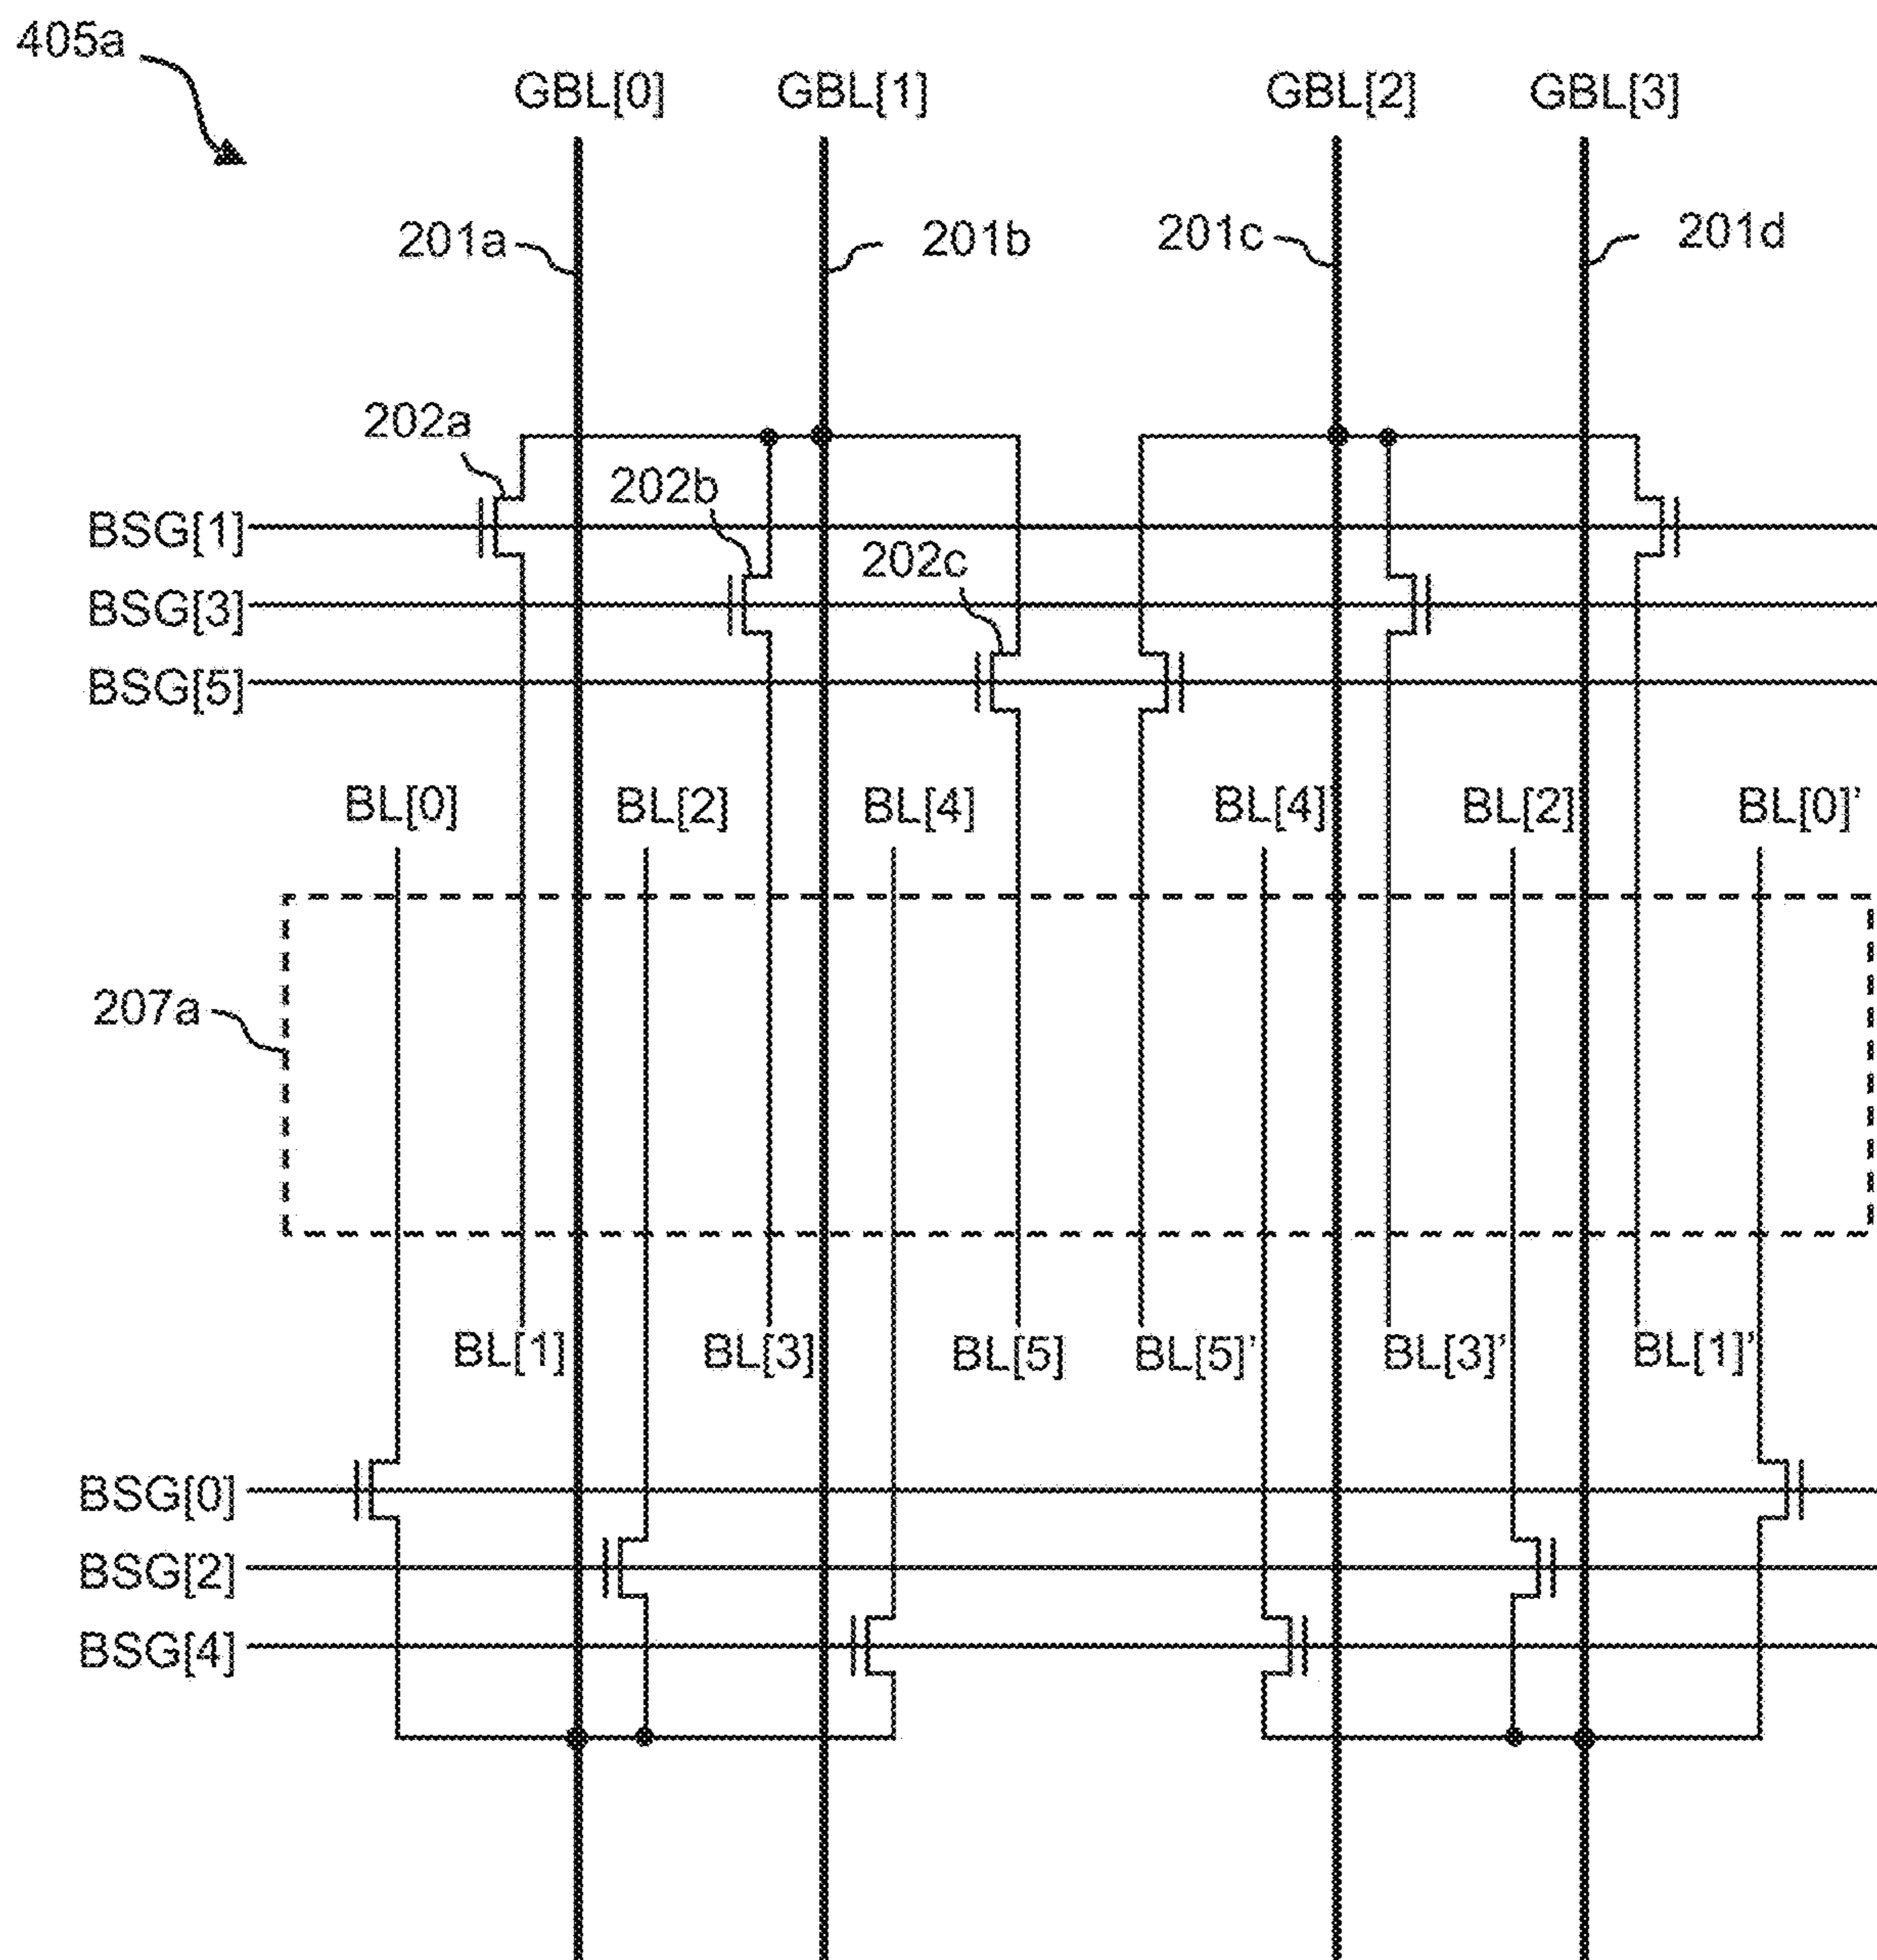 405a
GBL[0] GBL[1] GBL[2] GBL[3]
201a 201b 201c 201d
202a
202b
BSG[1]
202c
BSG[3]
BSG[5]
BL[0] BL[2] BL[4] BL[4] BL[2] BL[0]'
207a
BL[1] BL[3] BL[5] BL[5]' BL[3]' BL[1]'
BSG[0]
BSG[2]
BSG[4]